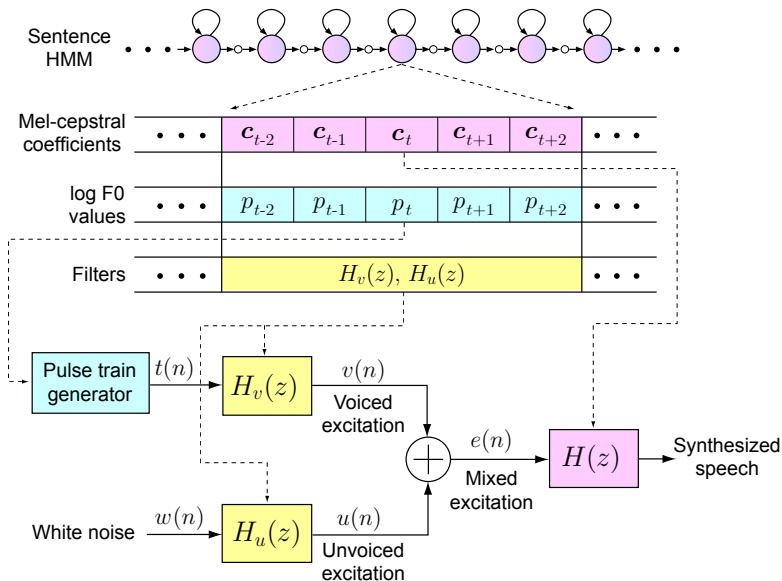 Sentence
HMM
Mel-cepstral
coefficients
• • • c_{t-2} c_{t-1} c_t c_{t+1} c_{t+2} • • •
log F0
values
• • • p_{t-2} p_{t-1} p_t p_{t+1} p_{t+2} • • •
Filters
• • • H_v(z), H_u(z) • • •
Pulse train
generator
t(n)
H_v(z)
v(n)
Voiced
excitation
e(n)
Mixed
excitation
H(z)
Synthesized
speech
White noise
w(n)
H_u(z)
u(n)
Unvoiced
excitation